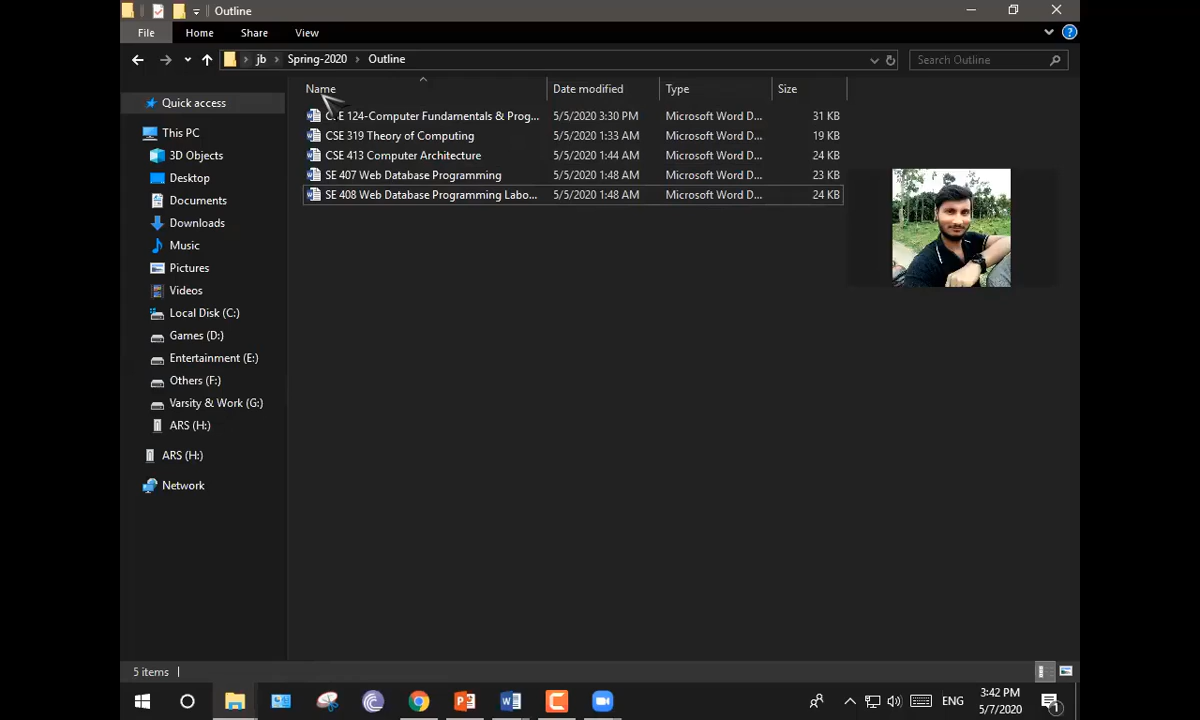 Outline
File Home Share View
jb Spring-2020 Outline Search Outline
Name Date modified Type Size
Quick access
This PC
3D Objects
Desktop
Documents
Downloads
Music
Pictures
Videos
Local Disk (C:)
Games (D:)
Entertainment (E:)
Others (F:)
Varsity & Work (G:)
ARS (H:)
ARS (H:)
Network
124-Computer Fundamentals & Prog... 5/5/2020 3:30 PM Microsoft Word D... 31 KB
CSE 319 Theory of Computing 5/5/2020 1:33 AM Microsoft Word D... 19 KB
CSE 413 Computer Architecture 5/5/2020 1:44 AM Microsoft Word D... 24 KB
SE 407 Web Database Programming 5/5/2020 1:48 AM Microsoft Word D... 23 KB
SE 408 Web Database Programming Labo... 5/5/2020 1:48 AM Microsoft Word D... 24 KB
5 items
ENG
3:42 PM
5/7/2020